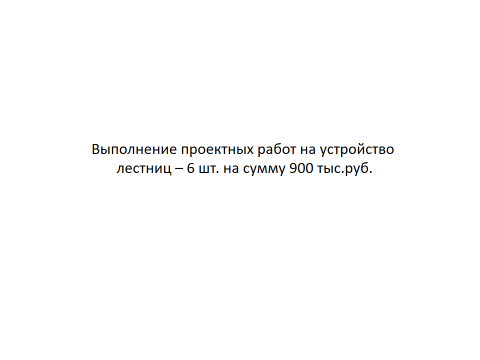 Выполнение проектных работ на устройство
лестниц – 6 шт. на сумму 900 тыс.руб.